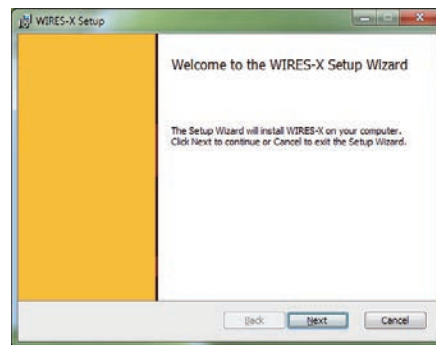 WIRES-X Setup
Welcome to the WIRES-X Setup Wizard
The Setup Wizard will install WIRES-X on your computer.
Click Next to continue or Cancel to exit the Setup Wizard.
Back
Next
Cancel